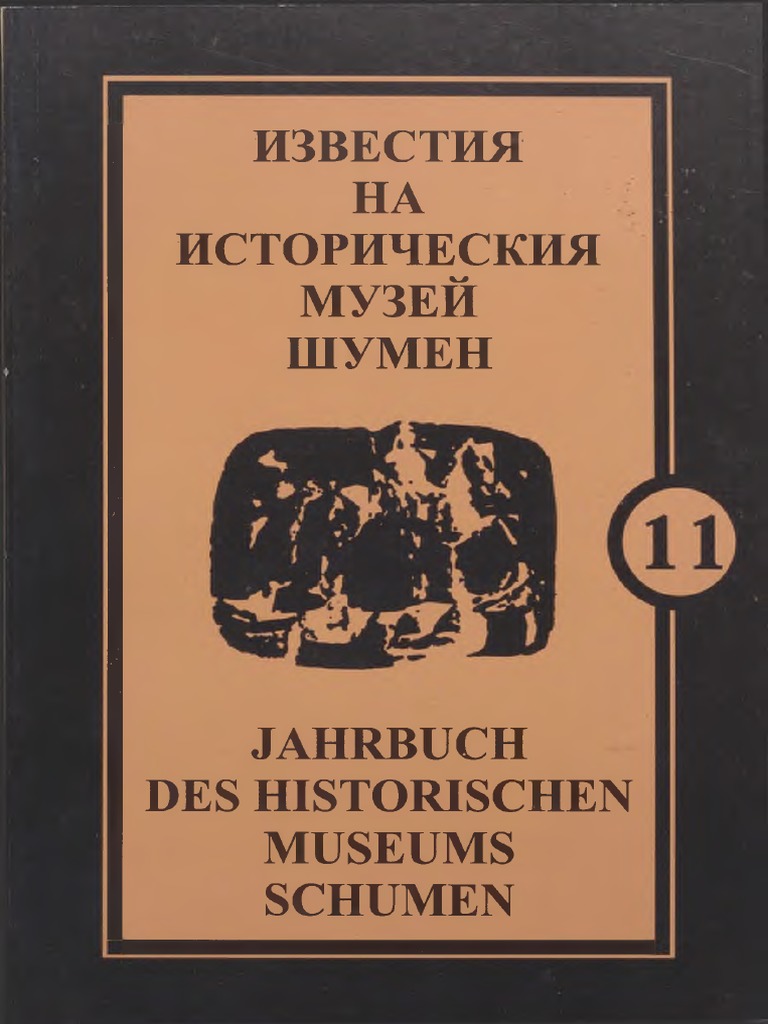 ИЗВЕСТИЯ
НА
ИСТОРИЧЕСКИЯ
МУЗЕЙ
ШУМЕН
11
JAHRBUCH
DES HISTORISCHEN
MUSEUMS
SCHUMEN